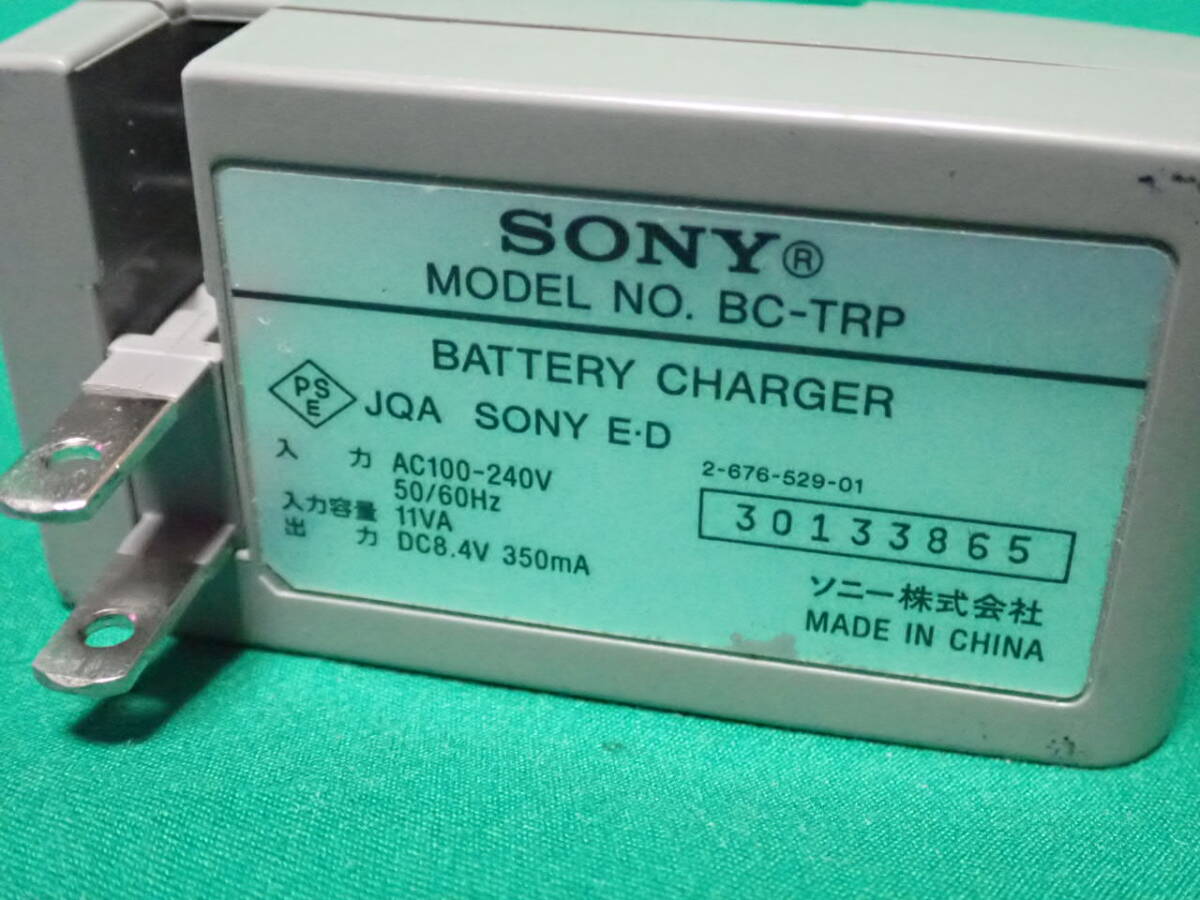 SONY®
MODEL NO. BC-TRP
BATTERY CHARGER
PSE JQA SONY E·D
入力 AC100-240V
50/60Hz
入力容量 11VA
出力 DC8.4V 350mA
2-676-529-01
30133865
ソニー株式会社
MADE IN CHINA